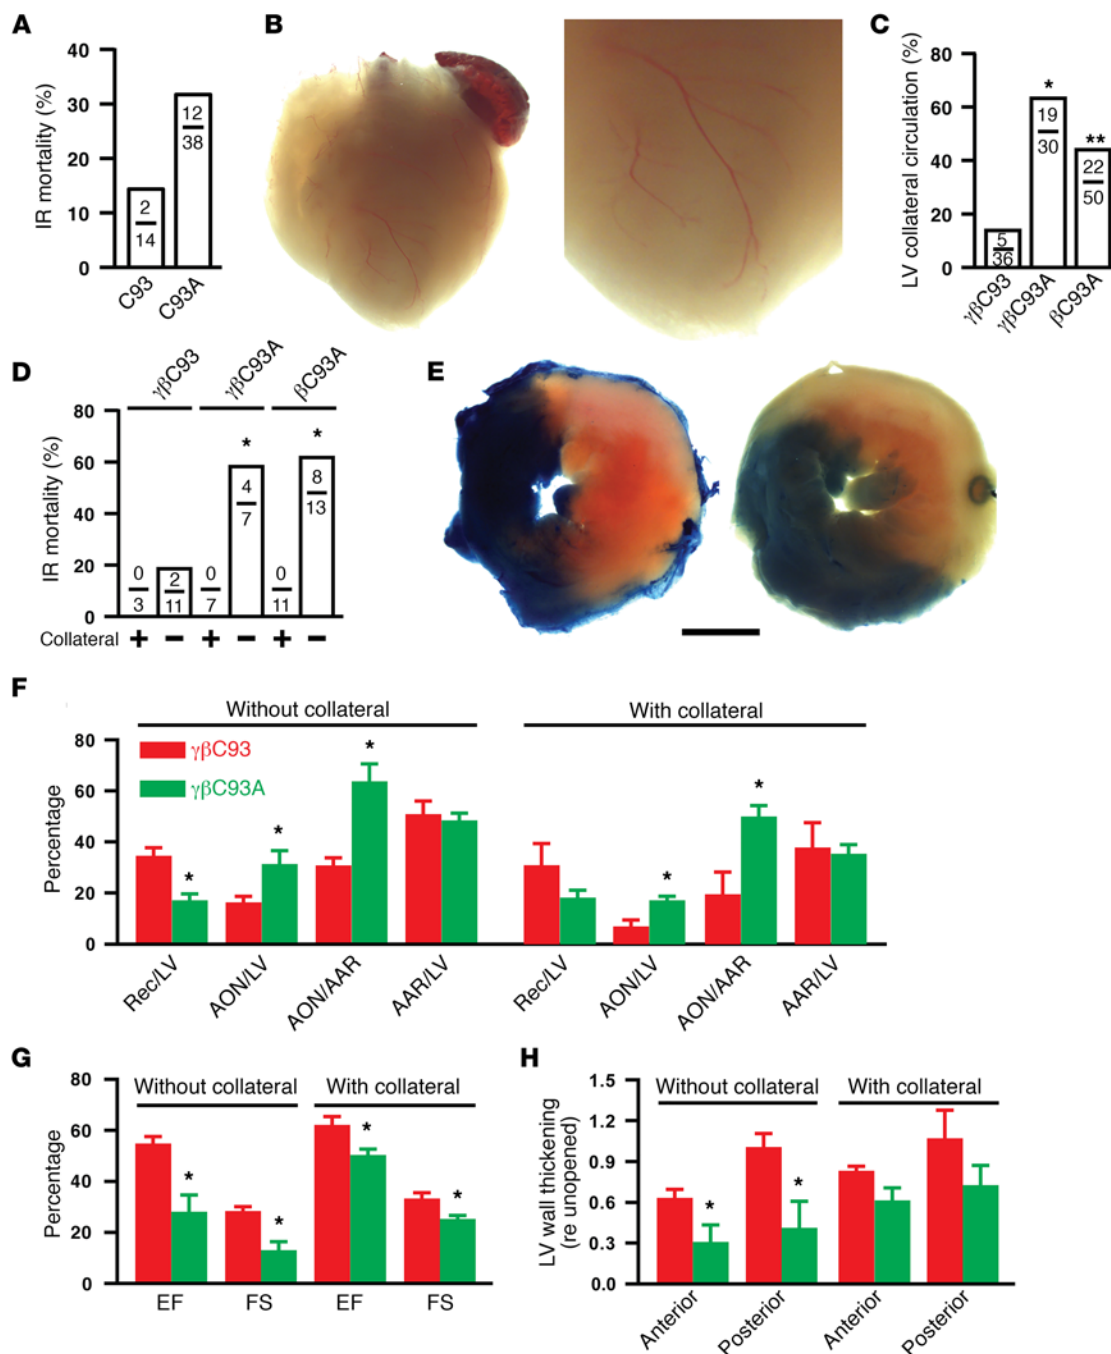 A
IR mortality (%)
40
30
20
10
0
2
14
12
38
C93
C93A
B
C
LV collateral circulation (%)
80
60
40
20
0
5
36
*
19
30
**
22
50
γβC93
γβC93A
βC93A
D
γβC93
γβC93A
βC93A
IR mortality (%)
80
60
40
20
0
0
3
2
11
0
7
*
4
7
0
11
*
8
13
Collateral + − + − + −
E
F
Without collateral
With collateral
Percentage
80
60
40
20
0
γβC93
γβC93A
* * * * *
Rec/LV
AON/LV
AON/AAR
AAR/LV
Rec/LV
AON/LV
AON/AAR
AAR/LV
G
Without collateral
With collateral
Percentage
80
60
40
20
0
* * * *
EF FS EF FS
H
Without collateral
With collateral
LV wall thickening
(re unopened)
1.5
1.2
0.9
0.6
0.3
0.0
* *
Anterior
Posterior
Anterior
Posterior